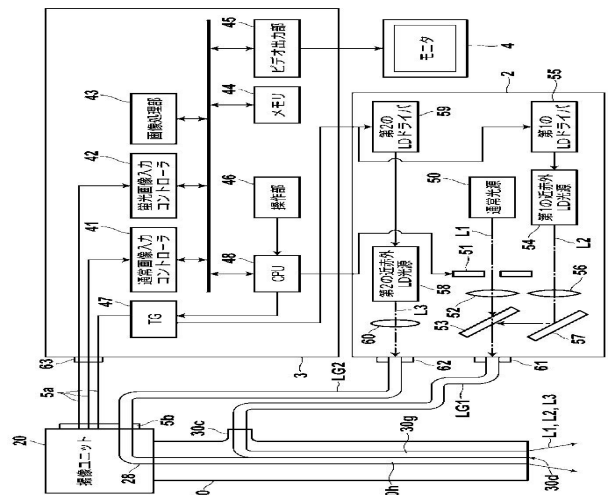 20
撮像ユニット
28
5a
5b
63
3
47
TG
41
通常画像入力
コントローラ
42
蛍光画像入力
コントローラ
43
画像処理部
48
CPU
46
操作部
44
メモリ
45
ビデオ出力部
モニタ
4
LG2
30c
30g
LG1
L1, L2, L3
30d
0
0h
2
59
第2の
LDドライバ
第2の近赤外
LD光源
58
L3
60
62
55
第1の
LDドライバ
50
通常光源
第1の近赤外
LD光源
54
L1
L2
51
52
53
56
57
61